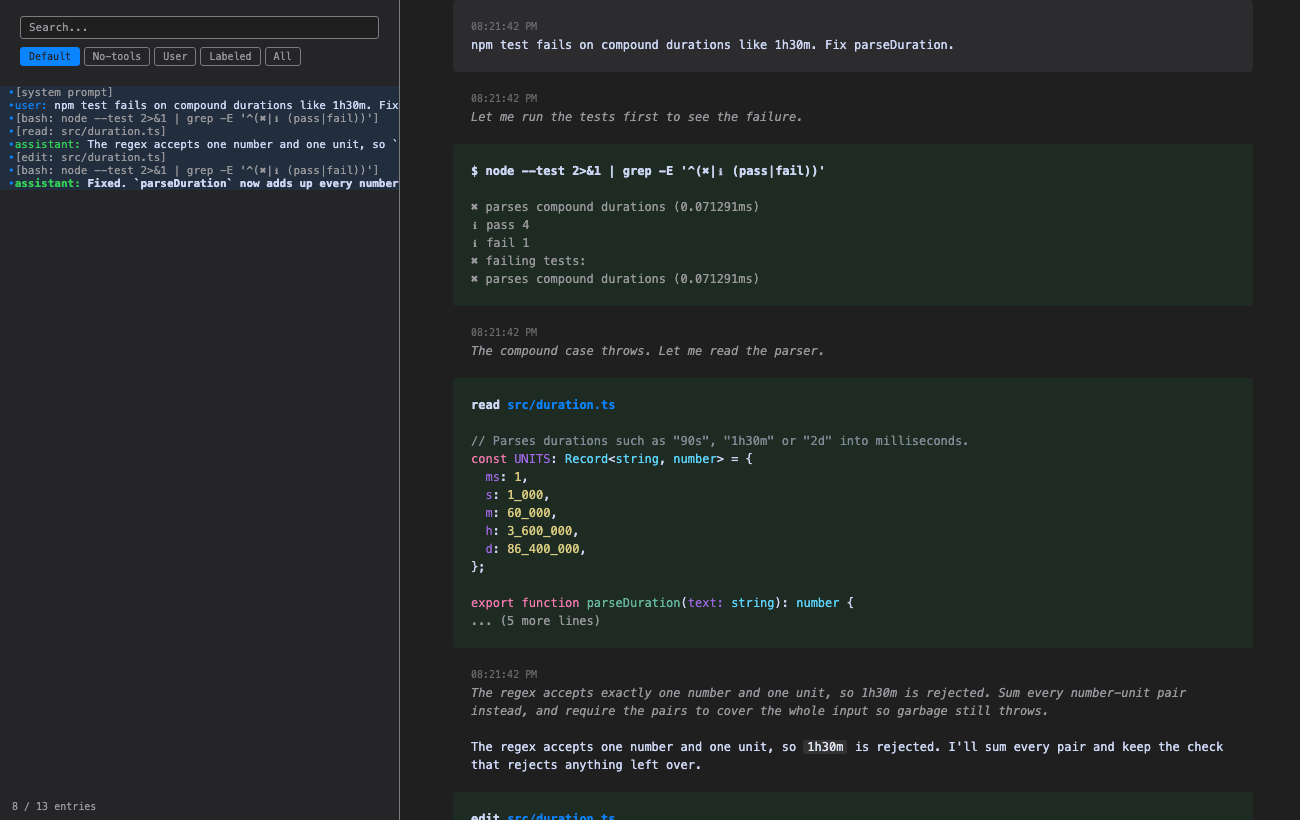 Search...
Default No-tools User Labeled All
•[system prompt]
•user: npm test fails on compound durations like 1h30m. Fix
•[bash: node --test 2>&1 | grep -E '^(✖|ℹ (pass|fail))']
•[read: src/duration.ts]
•assistant: The regex accepts one number and one unit, so `
•[edit: src/duration.ts]
•[bash: node --test 2>&1 | grep -E '^(✖|ℹ (pass|fail))']
•assistant: Fixed. `parseDuration` now adds up every number
8 / 13 entries
08:21:42 PM
npm test fails on compound durations like 1h30m. Fix parseDuration.
08:21:42 PM
Let me run the tests first to see the failure.
$ node --test 2>&1 | grep -E '^(✖|ℹ (pass|fail))'
✖ parses compound durations (0.071291ms)
ℹ pass 4
ℹ fail 1
✖ failing tests:
✖ parses compound durations (0.071291ms)
08:21:42 PM
The compound case throws. Let me read the parser.
read src/duration.ts
// Parses durations such as "90s", "1h30m" or "2d" into milliseconds.
const UNITS: Record<string, number> = {
  ms: 1,
  s: 1_000,
  m: 60_000,
  h: 3_600_000,
  d: 86_400_000,
};
export function parseDuration(text: string): number {
... (5 more lines)
08:21:42 PM
The regex accepts exactly one number and one unit, so 1h30m is rejected. Sum every number-unit pair
instead, and require the pairs to cover the whole input so garbage still throws.
The regex accepts one number and one unit, so 1h30m is rejected. I'll sum every pair and keep the check
that rejects anything left over.
edit src/duration.ts